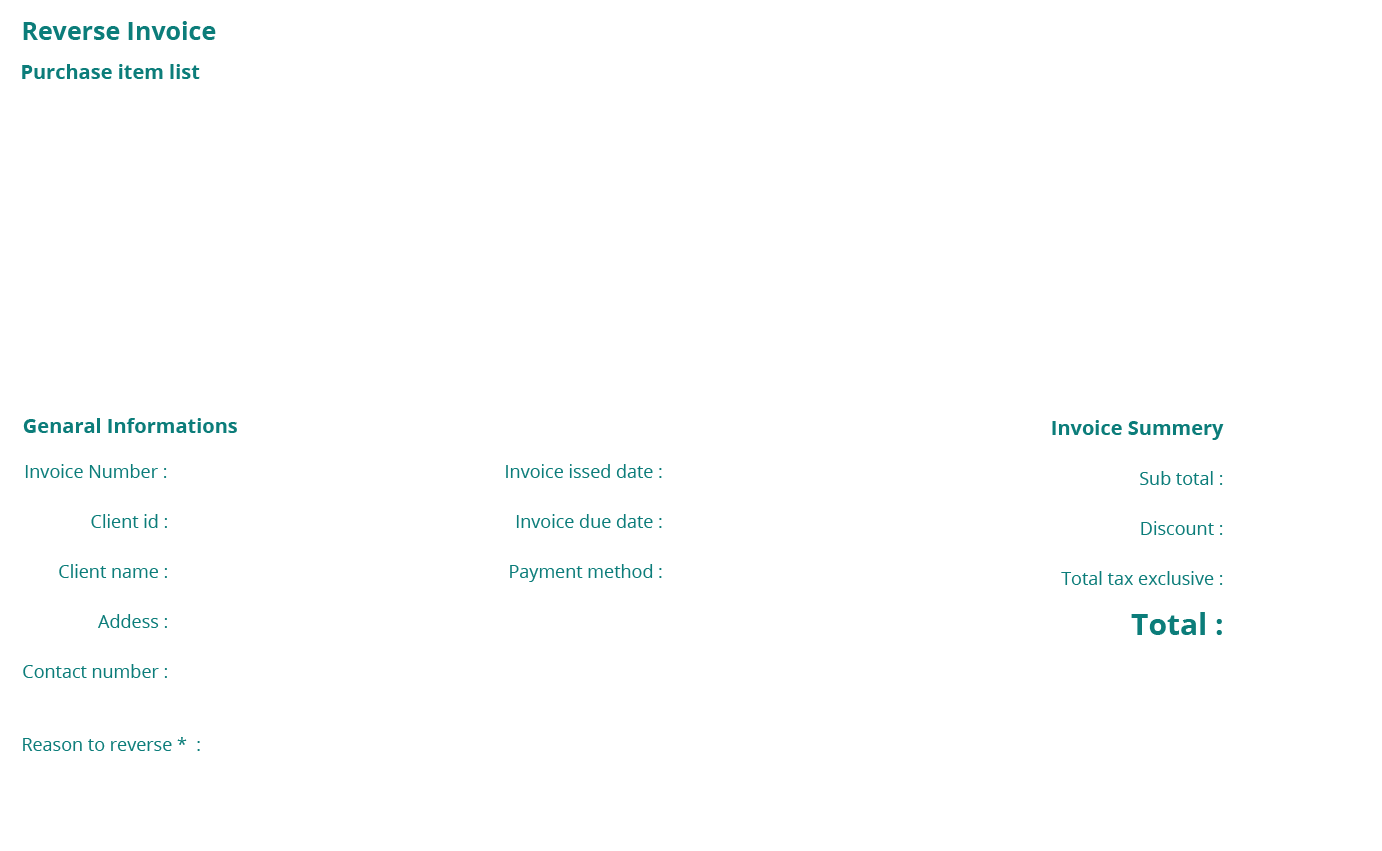 Reverse Invoice
Purchase item list
Genaral Informations
Invoice Number :
Client id :
Client name :
Addess :
Contact number :
Reason to reverse * :
Invoice issed date :
Invoice due date :
Payment method :
Invoice Summery
Sub total :
Discount :
Total tax exclusive :
Total :